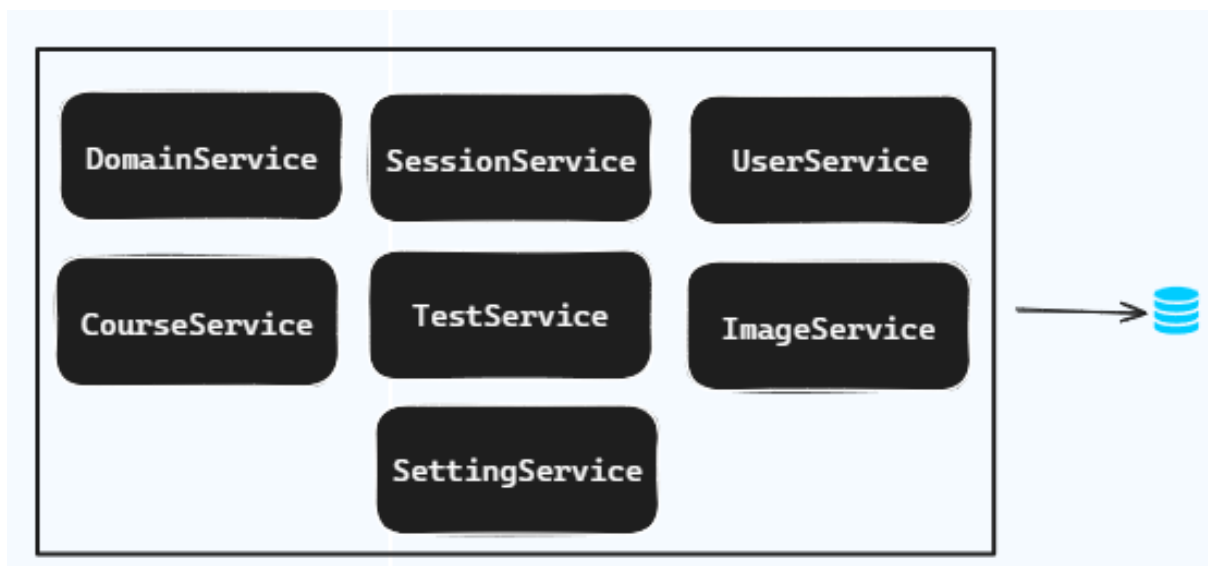 DomainService
SessionService
UserService
CourseService
TestService
ImageService
SettingService